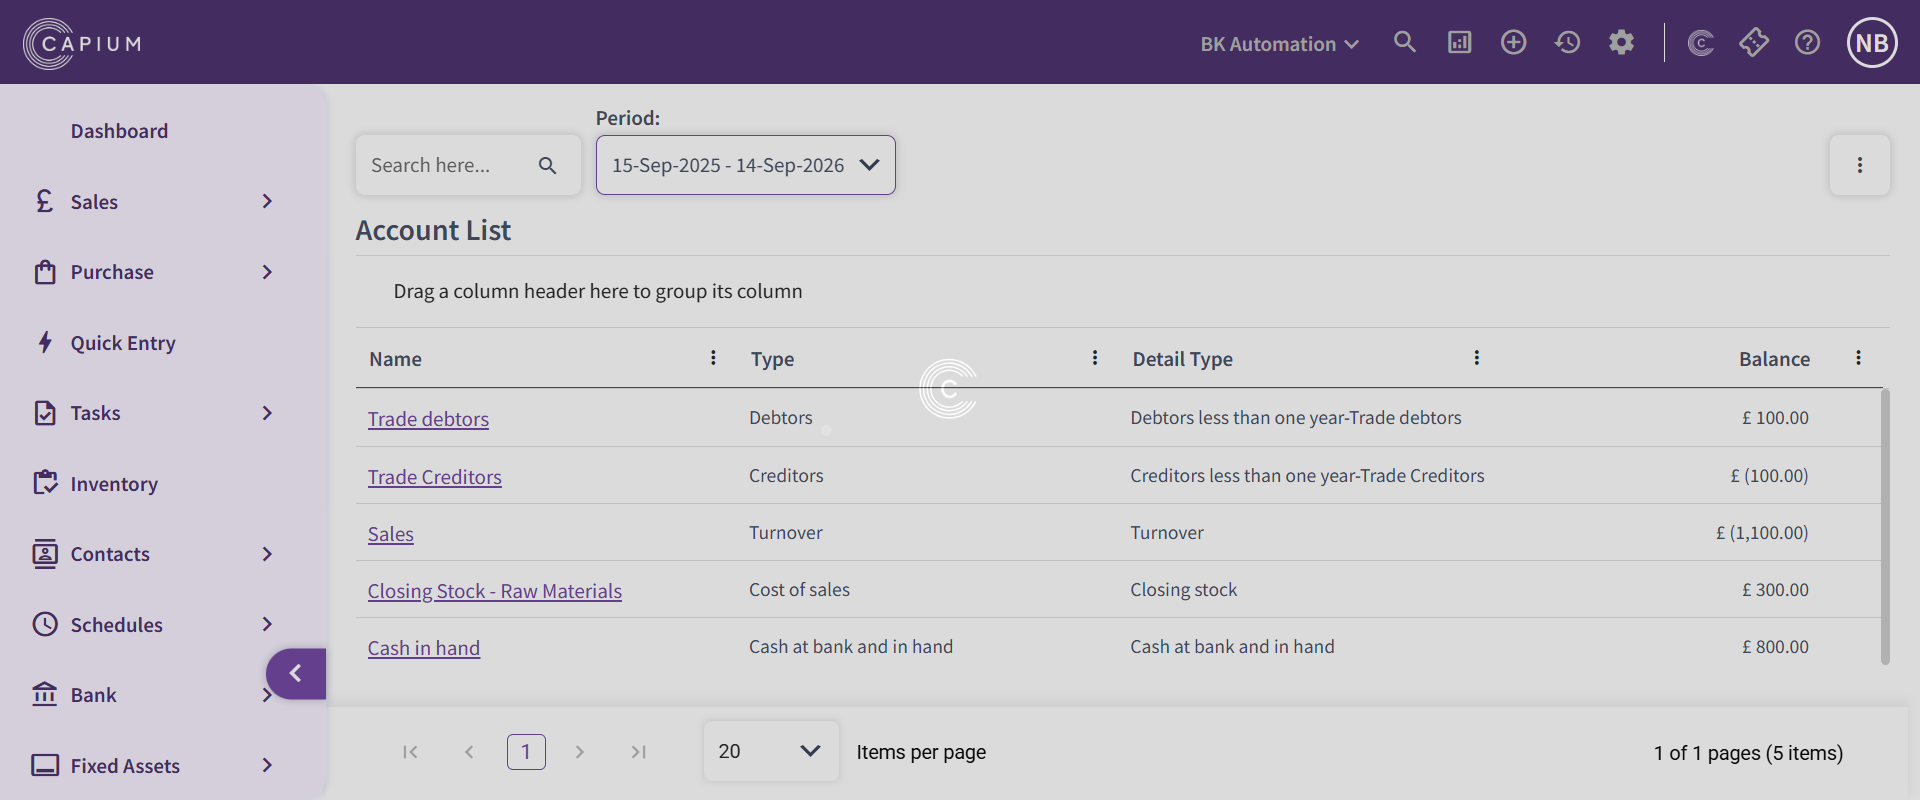 CAPIUM
BK Automation
NB
Dashboard
Sales
Purchase
Quick Entry
Tasks
Inventory
Contacts
Schedules
Bank
Fixed Assets
Period:
Search here...
15-Sep-2025 - 14-Sep-2026
Account List
Drag a column header here to group its column
Name Type Detail Type Balance
Trade debtors Debtors Debtors less than one year-Trade debtors £ 100.00
Trade Creditors Creditors Creditors less than one year-Trade Creditors £ (100.00)
Sales Turnover Turnover £ (1,100.00)
Closing Stock - Raw Materials Cost of sales Closing stock £ 300.00
Cash in hand Cash at bank and in hand Cash at bank and in hand £ 800.00
1 20 Items per page 1 of 1 pages (5 items)